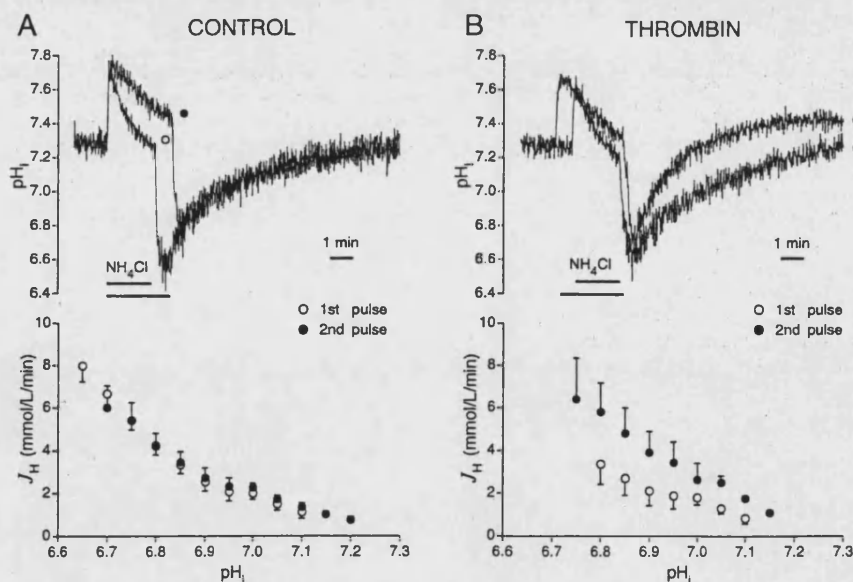 A CONTROL
7.8
7.6
7.4
7.2
7.0
6.8
6.6
6.4
pHi
1 min
NH4Cl
○ 1st pulse
● 2nd pulse
10
8
6
4
2
0
JH (mmol/L/min)
6.6 6.7 6.8 6.9 7.0 7.1 7.2 7.3
pHi
B THROMBIN
7.8
7.6
7.4
7.2
7.0
6.8
6.6
6.4
pHi
1 min
NH4Cl
○ 1st pulse
● 2nd pulse
10
8
6
4
2
0
JH (mmol/L/min)
6.6 6.7 6.8 6.9 7.0 7.1 7.2 7.3
pHi